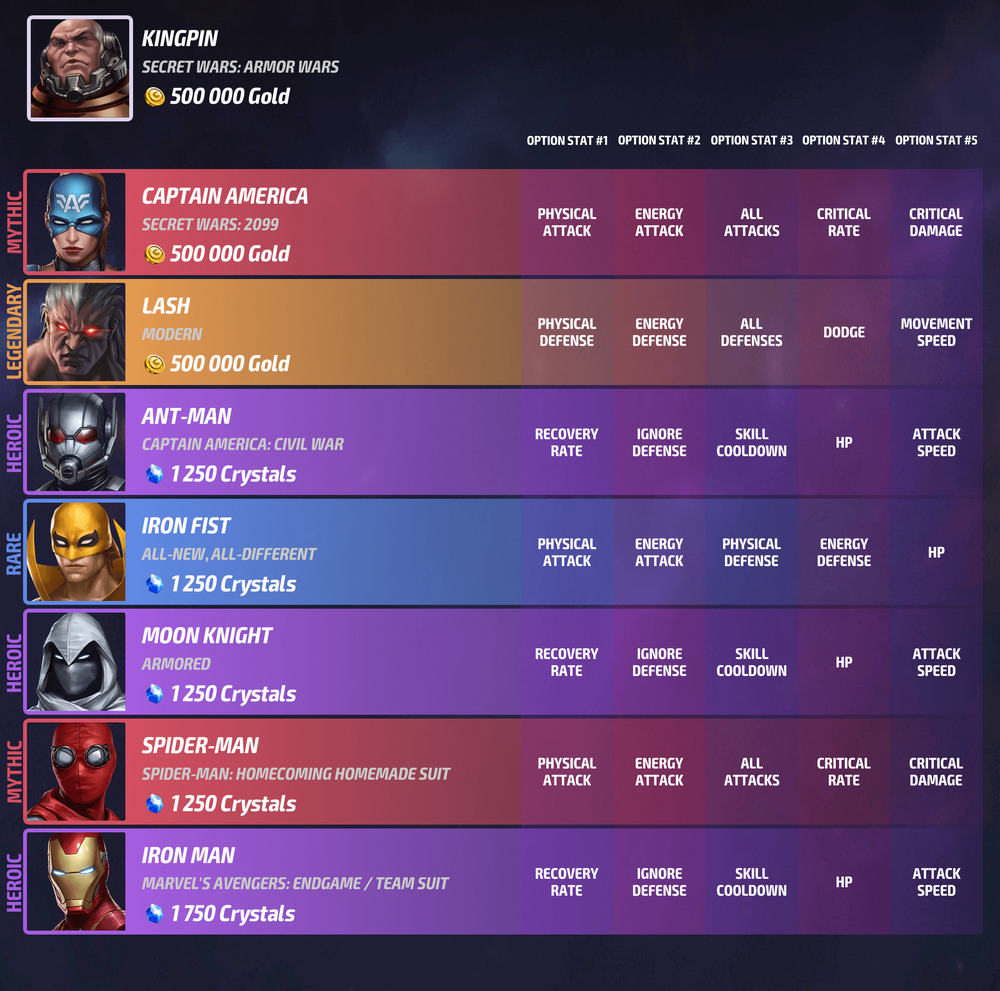 KINGPIN
SECRET WARS: ARMOR WARS
500 000 Gold
OPTION STAT #1 OPTION STAT #2 OPTION STAT #3 OPTION STAT #4 OPTION STAT #5
MYTHIC
CAPTAIN AMERICA
SECRET WARS: 2099
500 000 Gold
PHYSICAL ENERGY ALL CRITICAL CRITICAL
ATTACK ATTACK ATTACKS RATE DAMAGE
LEGENDARY
LASH
MODERN
500 000 Gold
PHYSICAL ENERGY ALL DODGE MOVEMENT
DEFENSE DEFENSE DEFENSES SPEED
HEROIC
ANT-MAN
CAPTAIN AMERICA: CIVIL WAR
1 250 Crystals
RECOVERY IGNORE SKILL HP ATTACK
RATE DEFENSE COOLDOWN SPEED
RARE
IRON FIST
ALL-NEW, ALL-DIFFERENT
1 250 Crystals
PHYSICAL ENERGY PHYSICAL ENERGY HP
ATTACK ATTACK DEFENSE DEFENSE
HEROIC
MOON KNIGHT
ARMORED
1 250 Crystals
RECOVERY IGNORE SKILL HP ATTACK
RATE DEFENSE COOLDOWN SPEED
MYTHIC
SPIDER-MAN
SPIDER-MAN: HOMECOMING HOMEMADE SUIT
1 250 Crystals
PHYSICAL ENERGY ALL CRITICAL CRITICAL
ATTACK ATTACK ATTACKS RATE DAMAGE
HEROIC
IRON MAN
MARVEL'S AVENGERS: ENDGAME / TEAM SUIT
1 750 Crystals
RECOVERY IGNORE SKILL HP ATTACK
RATE DEFENSE COOLDOWN SPEED